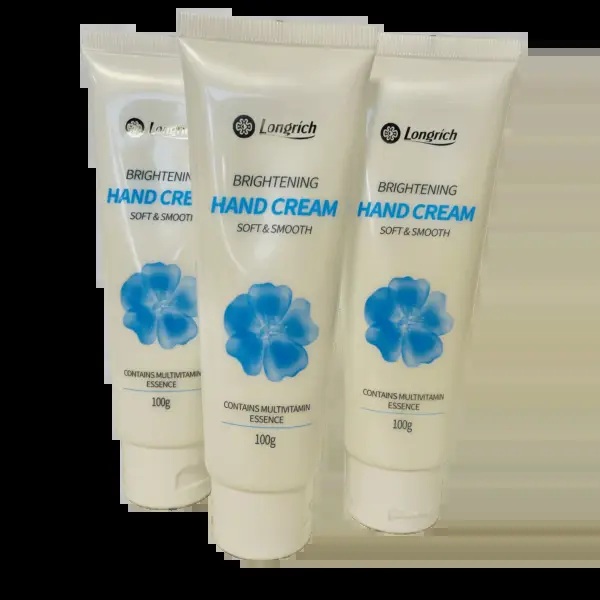 Longrich
BRIGHTENING
HAND CREAM
SOFT & SMOOTH
CONTAINS MULTIVITAMIN
ESSENCE
100g
Longrich
BRIGHTENING
HAND CREAM
SOFT & SMOOTH
CONTAINS MULTIVITAMIN
ESSENCE
100g
Longrich
BRIGHTENING
HAND CREAM
SOFT & SMOOTH
CONTAINS MULTIVITAMIN
ESSENCE
100g